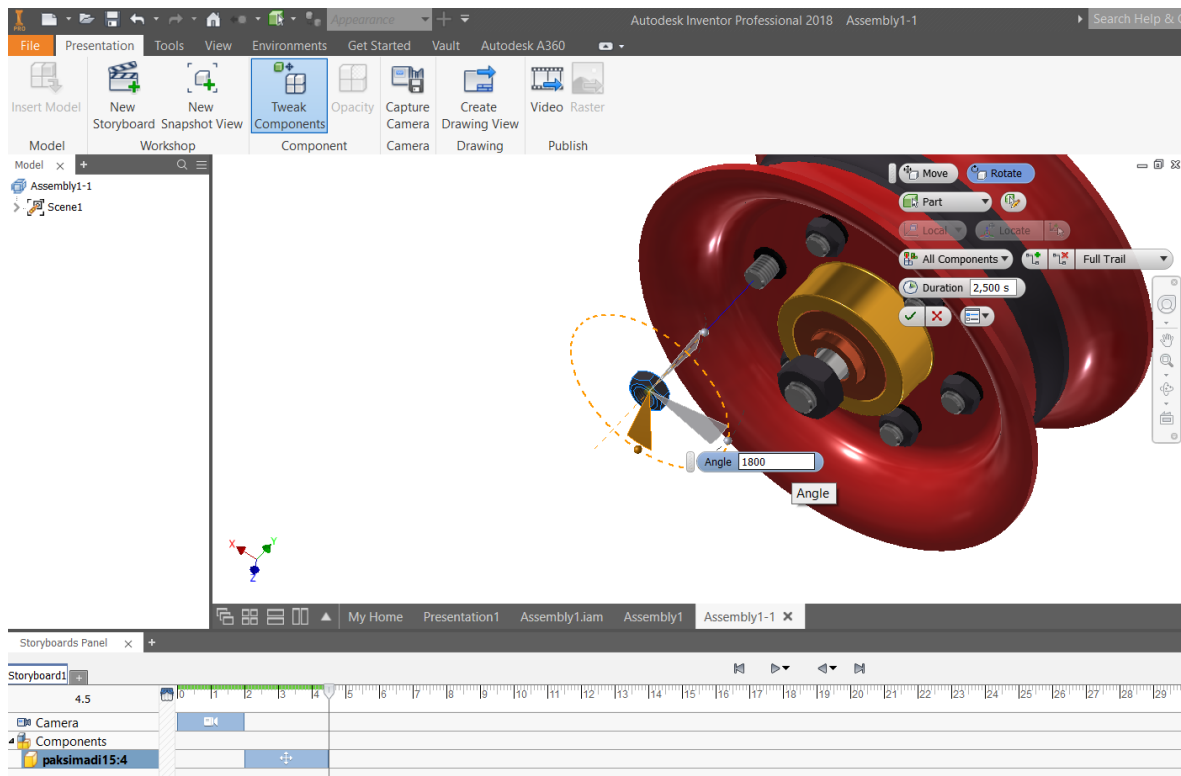 PRO Appearance Autodesk Inventor Professional 2018 Assembly1-1 Search Help &
File Presentation Tools View Environments Get Started Vault Autodesk A360
Insert Model New Storyboard New Snapshot View Tweak Components Opacity Capture Camera Create Drawing View Video Raster
Model Workshop Component Camera Drawing Publish
Model × +
Assembly1-1
Scene1
Move Rotate
Part
Local Locate
All Components Full Trail
Duration 2,500 s
Angle 1800
Angle
X Y
Z
My Home Presentation1 Assembly1.iam Assembly1 Assembly1-1 ×
Storyboards Panel × +
Storyboard1 +
4.5 0 1 2 3 4 5 6 7 8 9 10 11 12 13 14 15 16 17 18 19 20 21 22 23 24 25 26 27 28 29
Camera
Components
paksimadi15:4